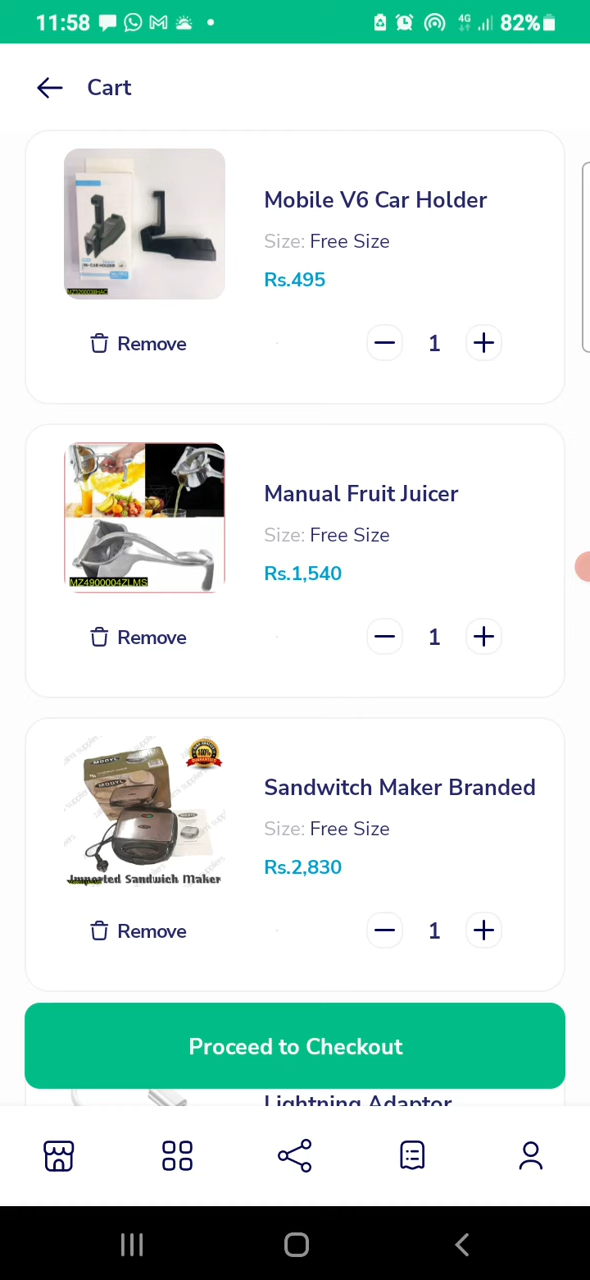 11:58
4G
82%
Cart
Mobile V6 Car Holder
Size: Free Size
Rs.495
Remove
1
MZ4900004ZLMS
Manual Fruit Juicer
Size: Free Size
Rs.1,540
Remove
1
Imported Sandwich Maker
Sandwitch Maker Branded
Size: Free Size
Rs.2,830
Remove
1
Proceed to Checkout
Lightning Adaptor